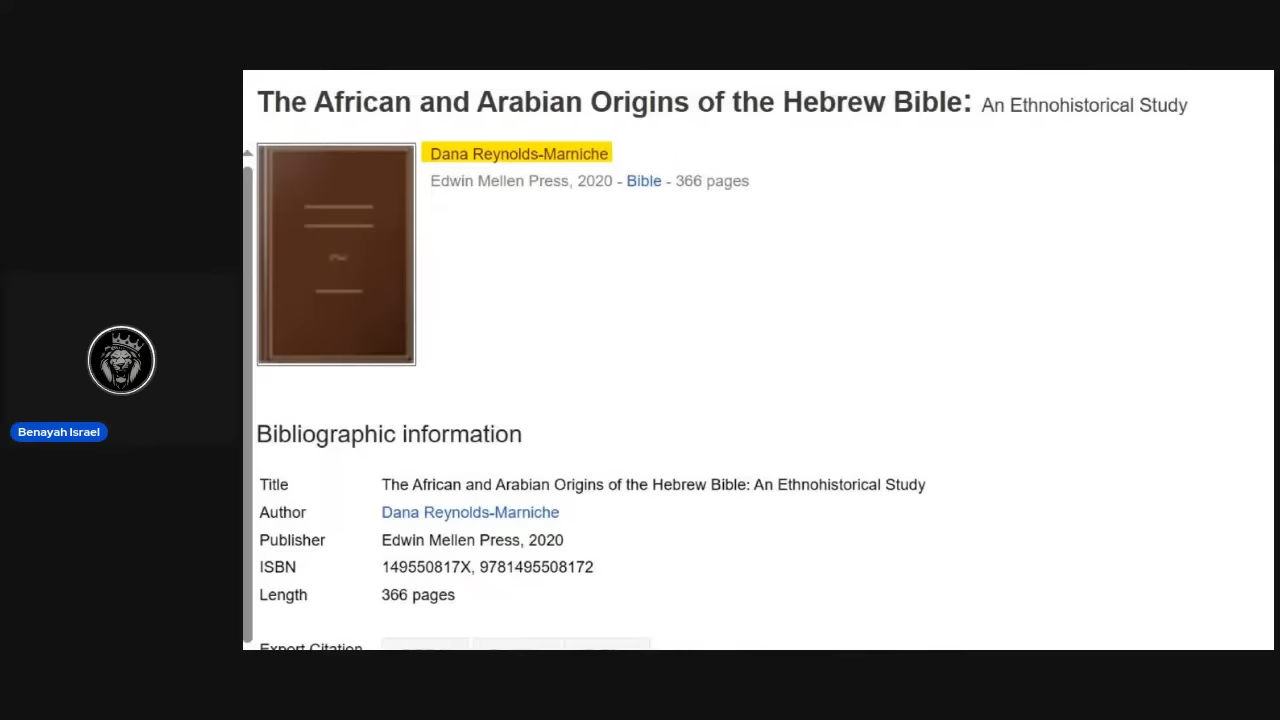 The African and Arabian Origins of the Hebrew Bible: An Ethnohistorical Study
Dana Reynolds-Marniche
Edwin Mellen Press, 2020 - Bible - 366 pages
Benayah Israel
Bibliographic information
Title The African and Arabian Origins of the Hebrew Bible: An Ethnohistorical Study
Author Dana Reynolds-Marniche
Publisher Edwin Mellen Press, 2020
ISBN 149550817X, 9781495508172
Length 366 pages
Export Citation